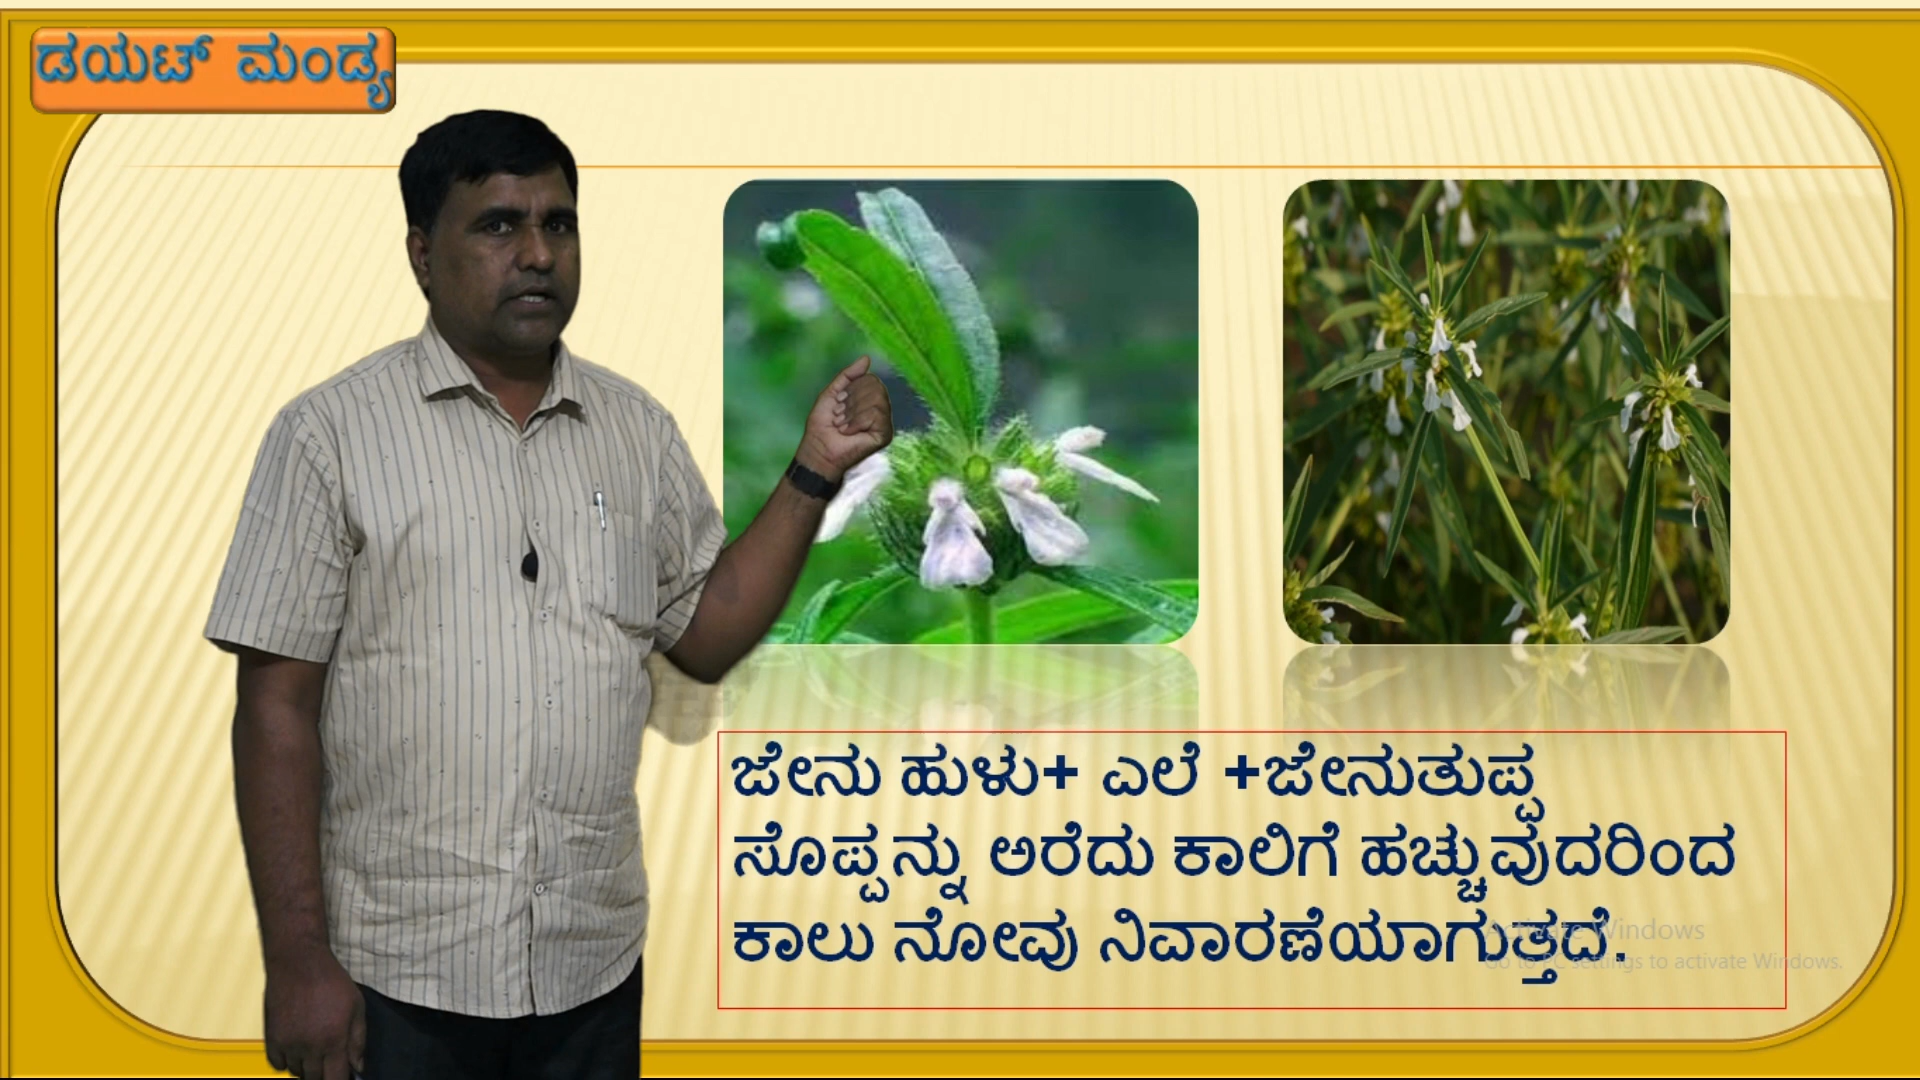 ಡಯಟ್ ಮಂಡ್ಯ
ಜೇನು ಹುಳು+ ಎಲೆ +ಜೇನುತುಪ್ಪ
ಸೊಪ್ಪನ್ನು ಅರೆದು ಕಾಲಿಗೆ ಹಚ್ಚುವುದರಿಂದ
ಕಾಲು ನೋವು ನಿವಾರಣೆಯಾಗುತ್ತದೆ.
Activate Windows
Go to PC settings to activate Windows.